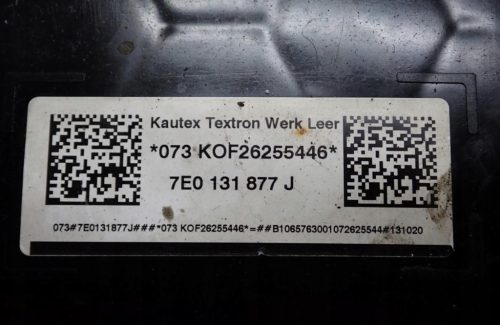 Kautex Textron Werk Leer
*073 KOF26255446*
7E0 131 877 J
073#7E0131877J###*073 KOF26255446*=##B1065763001072625544#131020